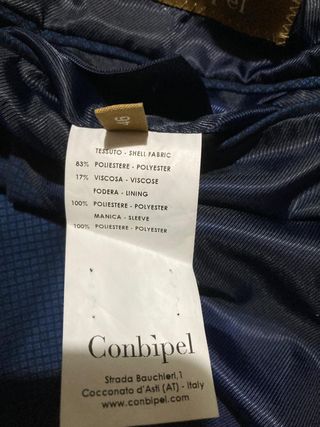 46
TESSUTO - SHELL FABRIC
83% POLIESTERE - POLYESTER
17% VISCOSA - VISCOSE
FODERA - LINING
100% POLIESTERE - POLYESTER
MANICA - SLEEVE
100% POLIESTERE - POLYESTER
Conbipel
Strada Bauchieri,1
Cocconato d'Asti (AT) - Italy
www.conbipel.com